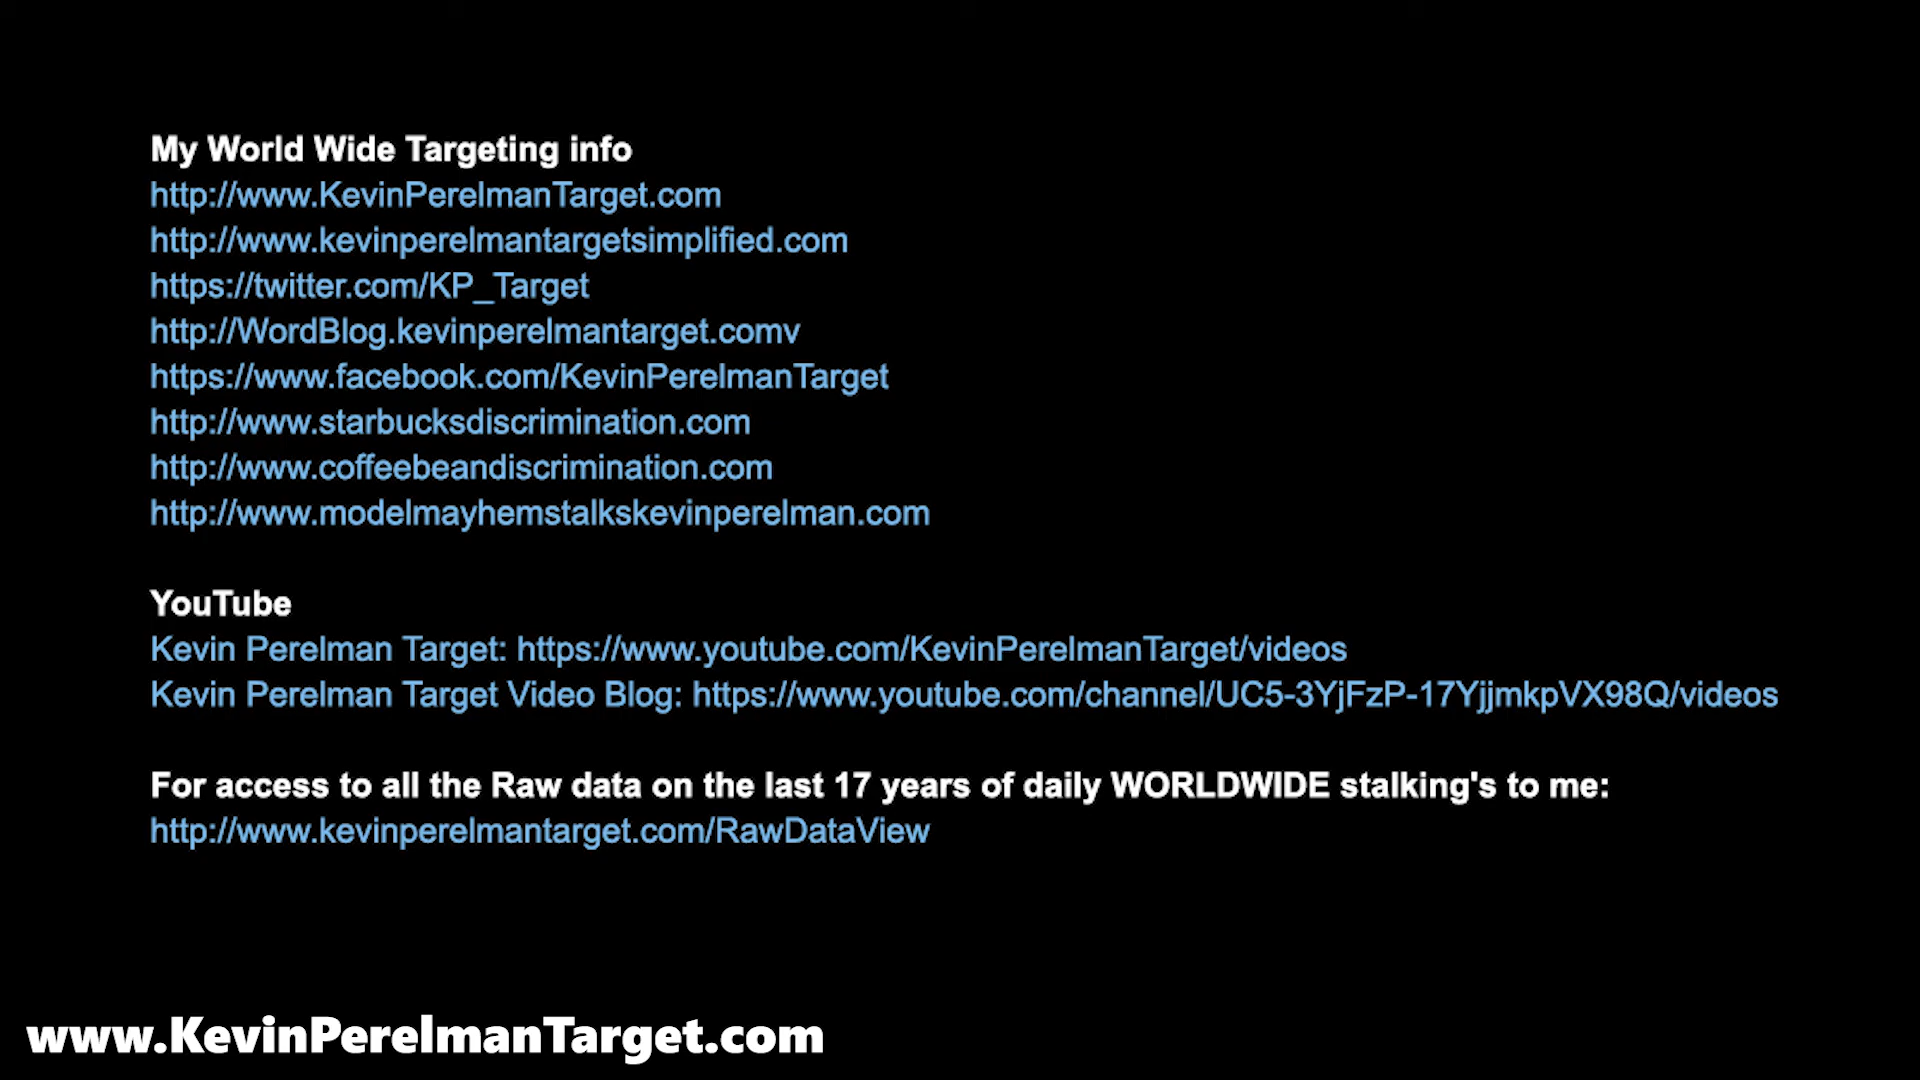 My World Wide Targeting info
http://www.KevinPerelmanTarget.com
http://www.kevinperelmantargetsimplified.com
https://twitter.com/KP_Target
http://WordBlog.kevinperelmantarget.comv
https://www.facebook.com/KevinPerelmanTarget
http://www.starbucksdiscrimination.com
http://www.coffeebeandiscrimination.com
http://www.modelmayhemstalkskevinperelman.com
YouTube
Kevin Perelman Target: https://www.youtube.com/KevinPerelmanTarget/videos
Kevin Perelman Target Video Blog: https://www.youtube.com/channel/UC5-3YjFzP-17YjjmkpVX98Q/videos
For access to all the Raw data on the last 17 years of daily WORLDWIDE stalking's to me:
http://www.kevinperelmantarget.com/RawDataView
www.KevinPerelmanTarget.com